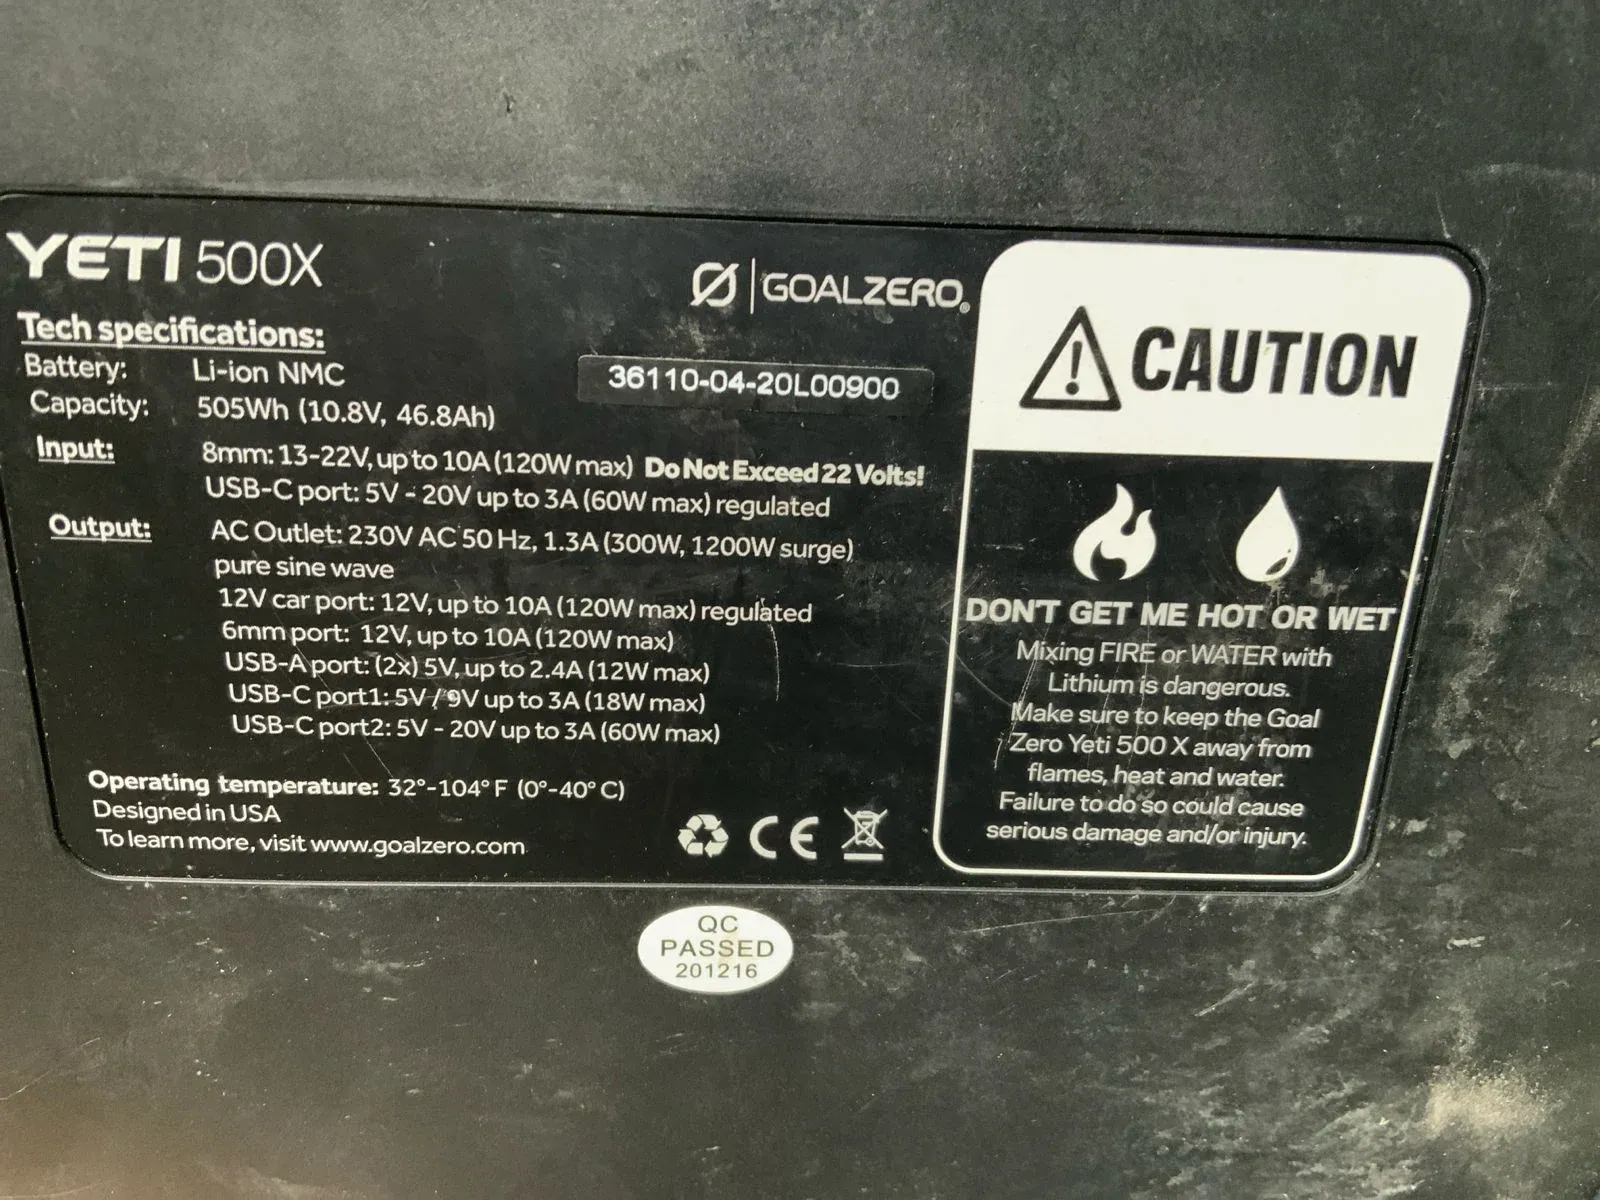 YETI 500X
GOALZERO®
Tech specifications:
Battery: Li-ion NMC
36110-04-20L00900
Capacity: 505Wh (10.8V, 46.8Ah)
Input: 8mm: 13-22V, up to 10A (120W max) Do Not Exceed 22 Volts!
USB-C port: 5V - 20V up to 3A (60W max) regulated
Output: AC Outlet: 230V AC 50 Hz, 1.3A (300W, 1200W surge)
pure sine wave
12V car port: 12V, up to 10A (120W max) regulated
6mm port: 12V, up to 10A (120W max)
USB-A port: (2x) 5V, up to 2.4A (12W max)
USB-C port1: 5V / 9V up to 3A (18W max)
USB-C port2: 5V - 20V up to 3A (60W max)
Operating temperature: 32°-104° F (0°-40° C)
Designed in USA
To learn more, visit www.goalzero.com
CE
CAUTION
DON'T GET ME HOT OR WET
Mixing FIRE or WATER with
Lithium is dangerous.
Make sure to keep the Goal
Zero Yeti 500 X away from
flames, heat and water.
Failure to do so could cause
serious damage and/or injury.
QC
PASSED
201216